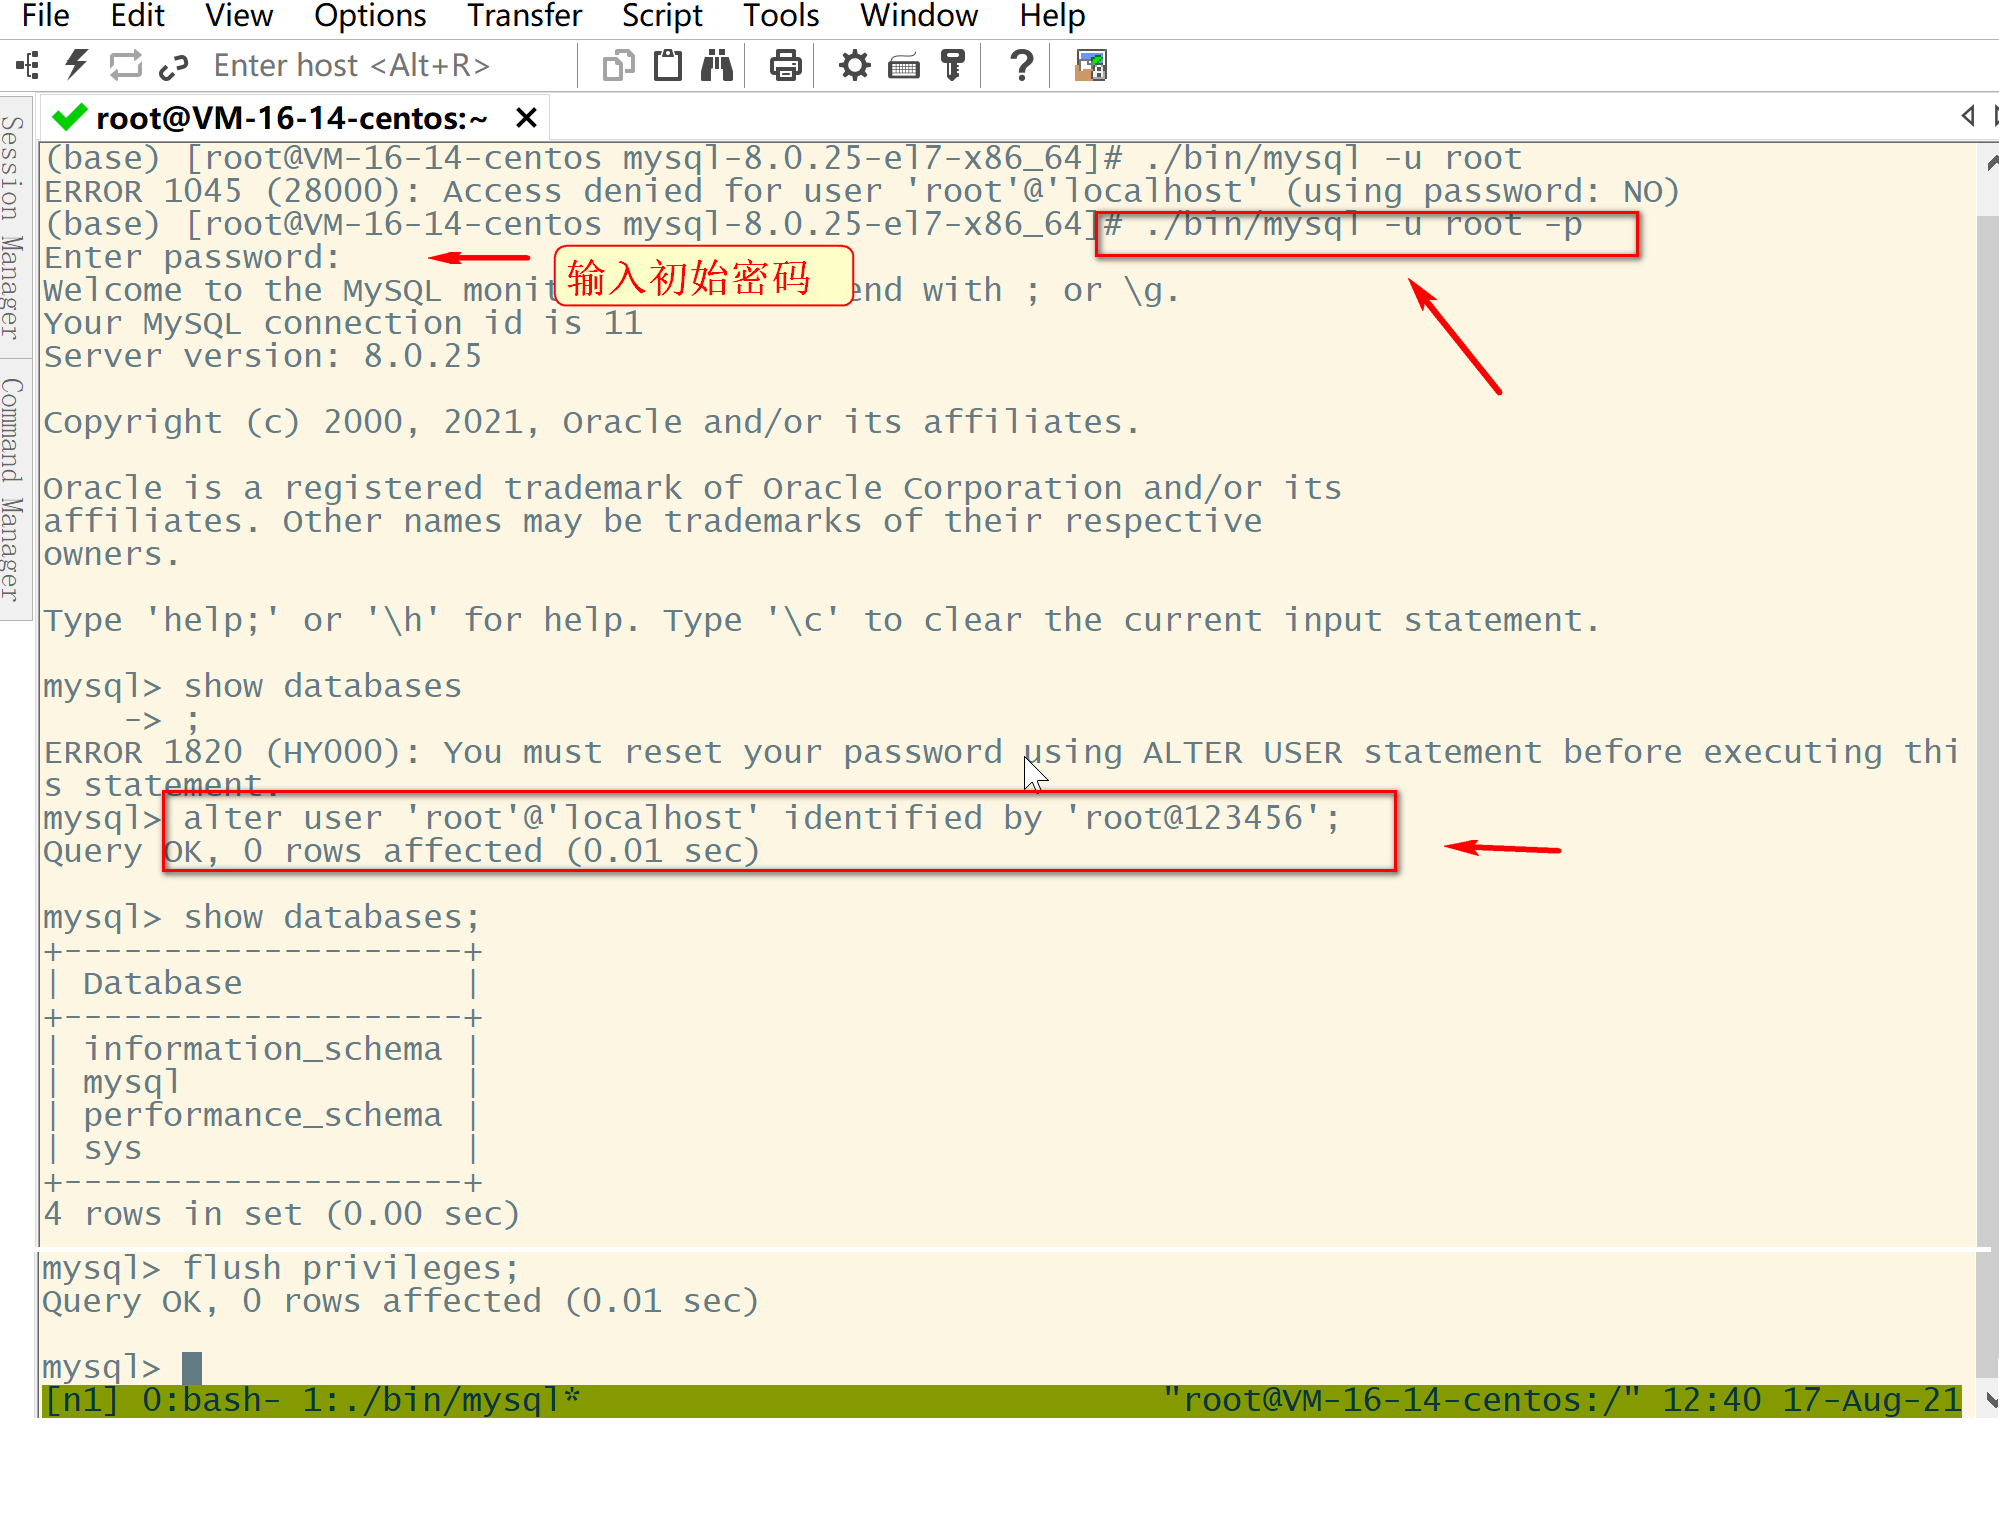 File Edit View Options Transfer Script Tools Window Help
Enter host <Alt+R>
root@VM-16-14-centos:~
Session Manager
Command Manager
(base) [root@VM-16-14-centos mysql-8.0.25-el7-x86_64]# ./bin/mysql -u root
ERROR 1045 (28000): Access denied for user 'root'@'localhost' (using password: NO)
(base) [root@VM-16-14-centos mysql-8.0.25-el7-x86_64]# ./bin/mysql -u root -p
Enter password:
输入初始密码
Welcome to the MySQL monit end with ; or \g.
Your MySQL connection id is 11
Server version: 8.0.25
Copyright (c) 2000, 2021, Oracle and/or its affiliates.
Oracle is a registered trademark of Oracle Corporation and/or its
affiliates. Other names may be trademarks of their respective
owners.
Type 'help;' or '\h' for help. Type '\c' to clear the current input statement.
mysql> show databases
    -> ;
ERROR 1820 (HY000): You must reset your password using ALTER USER statement before executing thi
s statement.
mysql> alter user 'root'@'localhost' identified by 'root@123456';
Query OK, 0 rows affected (0.01 sec)
mysql> show databases;
+--------------------+
| Database           |
+--------------------+
| information_schema |
| mysql              |
| performance_schema |
| sys                |
+--------------------+
4 rows in set (0.00 sec)
mysql> flush privileges;
Query OK, 0 rows affected (0.01 sec)
mysql>
[n1] 0:bash- 1:./bin/mysql* "root@VM-16-14-centos:/" 12:40 17-Aug-21